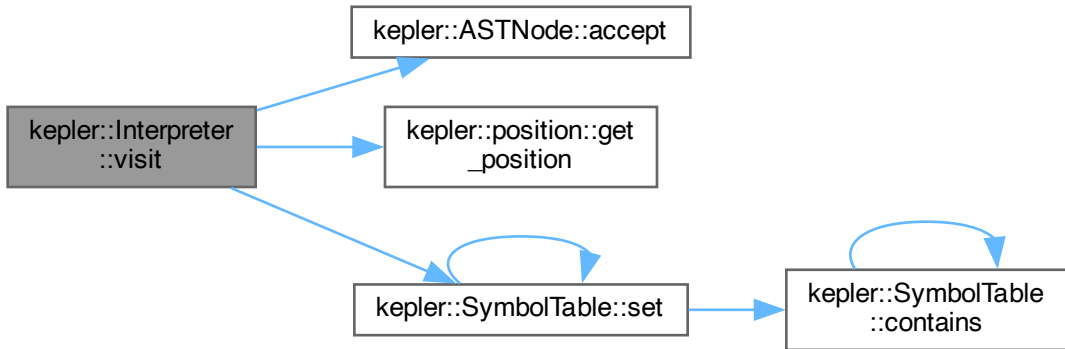 kepler::ASTNode::accept
kepler::Interpreter
::visit
kepler::position::get
_position
kepler::SymbolTable::set
kepler::SymbolTable
::contains